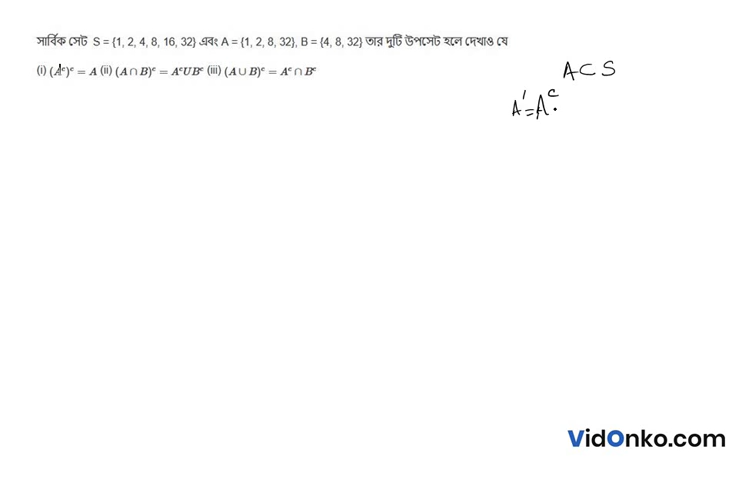 সার্বিক সেট S = {1, 2, 4, 8, 16, 32} এবং A = {1, 2, 8, 32}, B = {4, 8, 32} তার দুটি উপসেট হলে দেখাও যে
(i) (Aᶜ)ᶜ = A (ii) (A ∩ B)ᶜ = AᶜUBᶜ (iii) (A ∪ B)ᶜ = Aᶜ ∩ Bᶜ
A ⊂ S
A' = Aᶜ
VidOnko.com